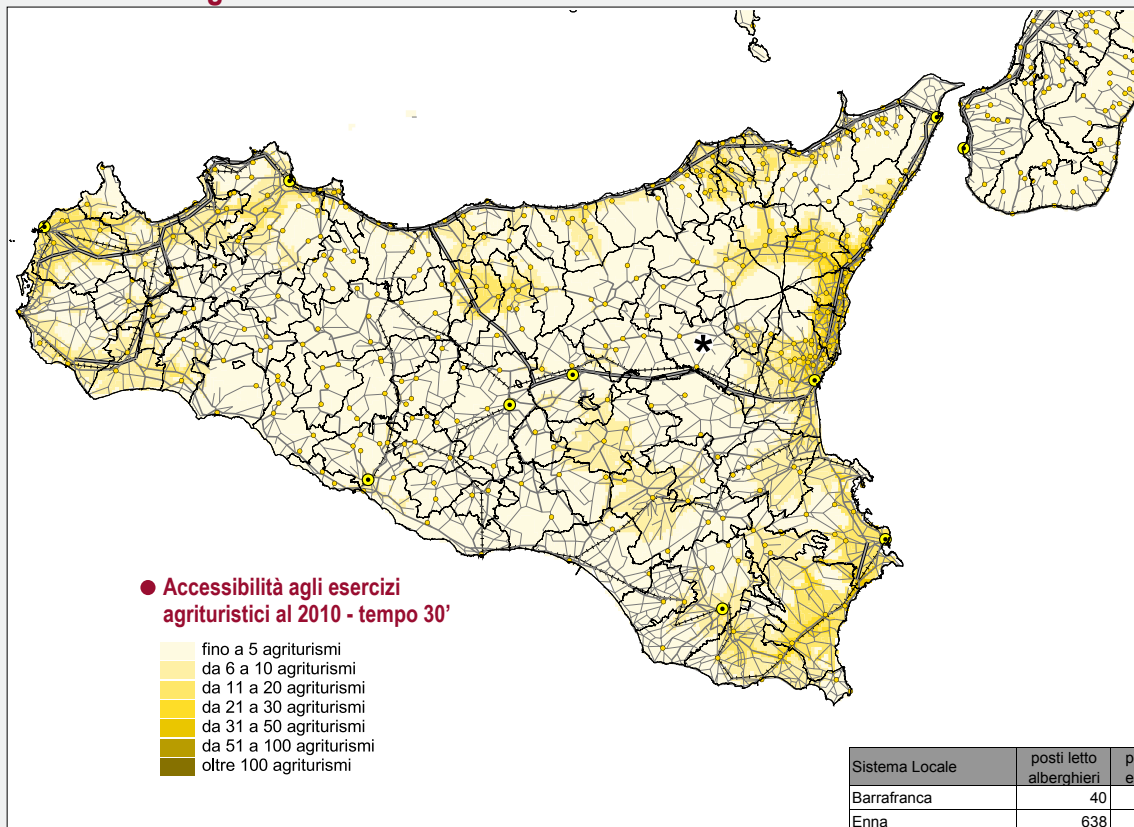 Accessibilità agli esercizi
agrituristici al 2010 - tempo 30'
fino a 5 agriturismi
da 6 a 10 agriturismi
da 11 a 20 agriturismi
da 21 a 30 agriturismi
da 31 a 50 agriturismi
da 51 a 100 agriturismi
oltre 100 agriturismi
*
Sistema Locale posti letto alberghieri
Barrafranca 40
Enna 638